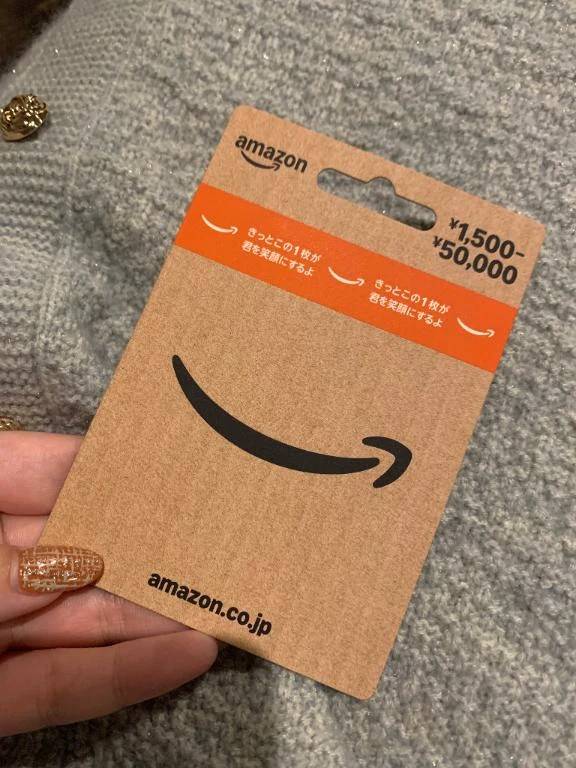 amazon
¥1,500-
¥50,000
きっとこの1枚が
君を笑顔にするよ
きっとこの1枚が
君を笑顔にするよ
amazon.co.jp